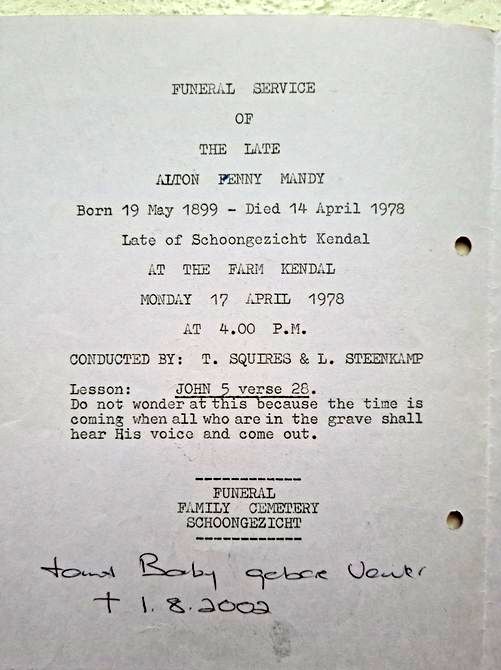 FUNERAL SERVICE
OF
THE LATE
ALTON PENNY MANDY
Born 19 May 1899 - Died 14 April 1978
Late of Schoongezicht Kendal
AT THE FARM KENDAL
MONDAY 17 APRIL 1978
AT 4.00 P.M.
CONDUCTED BY: T. SQUIRES & L. STEENKAMP
Lesson: JOHN 5 verse 28.
Do not wonder at this because the time is
coming when all who are in the grave shall
hear His voice and come out.
FUNERAL
FAMILY CEMETERY
SCHOONGEZICHT
Baby gebore
† 1.8.2002